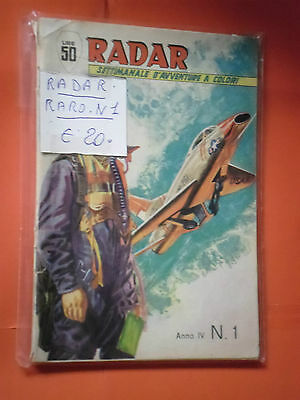 LIRE
50
RADAR
SETTIMANALE D'AVVENTURE A COLORI
RADAR.
RARO.N1
€ 20.
Anno IV N. 1